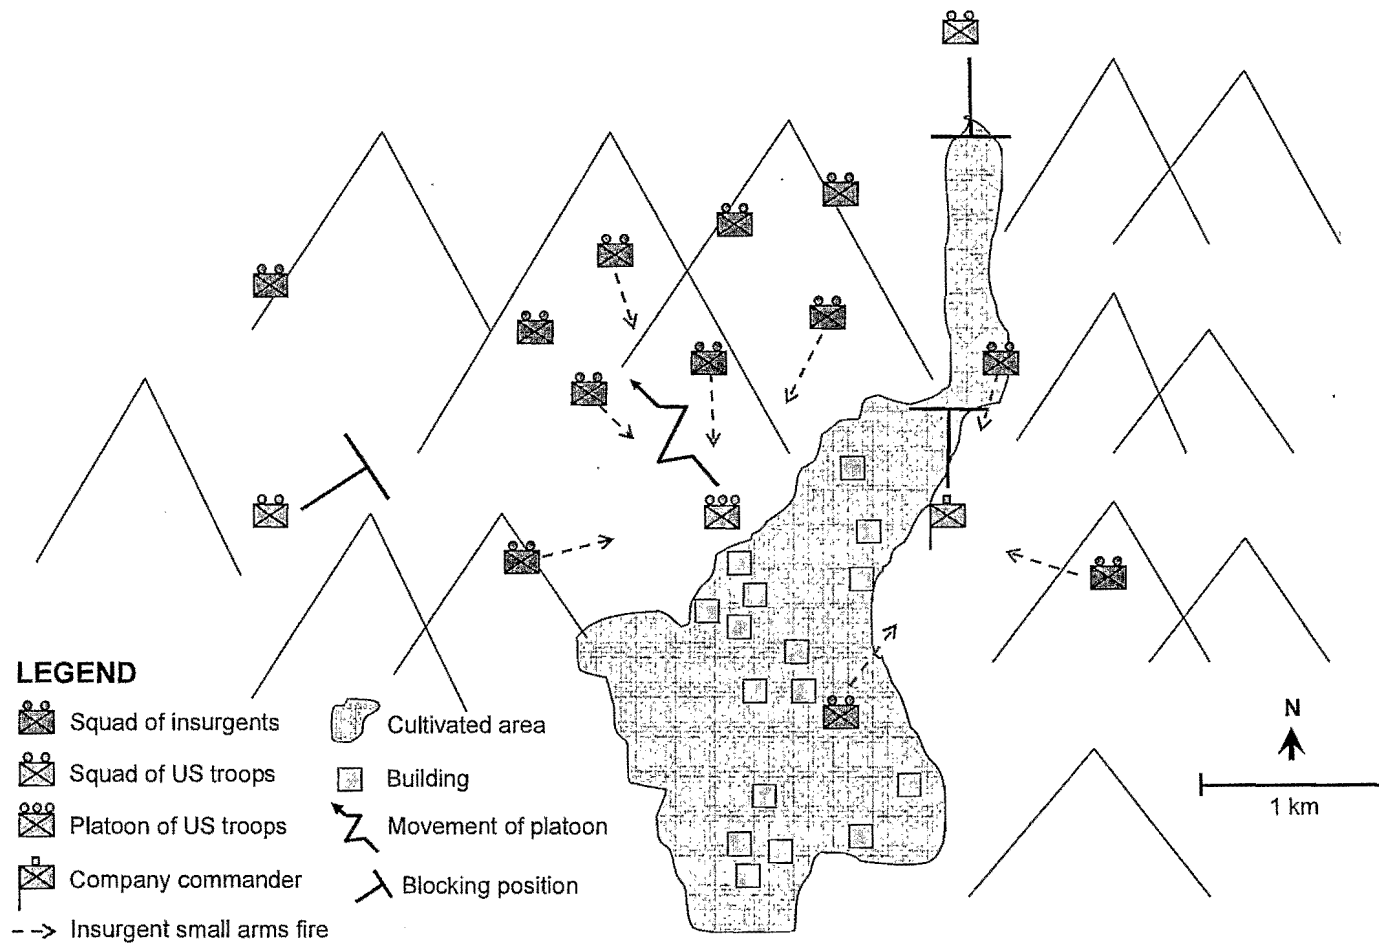 LEGEND
Squad of insurgents
Squad of US troops
Platoon of US troops
Company commander
Insurgent small arms fire
Cultivated area
Building
Movement of platoon
Blocking position
N
1 km